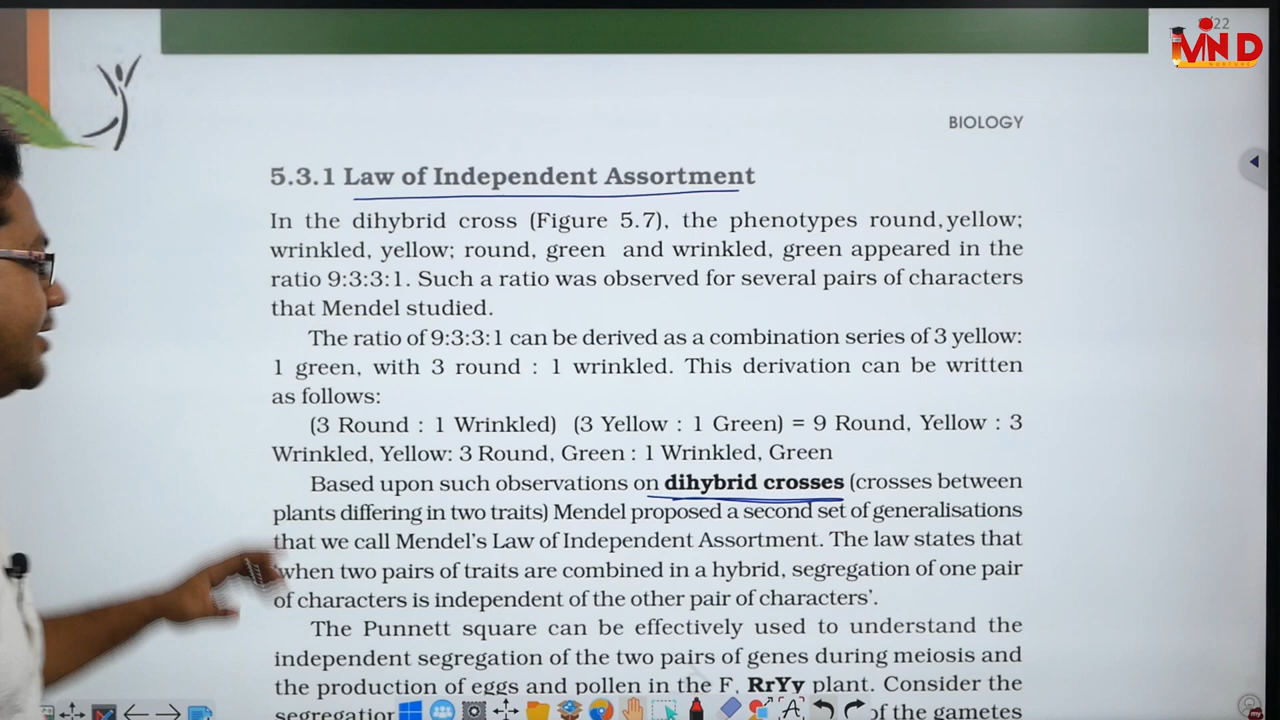 /22
MIND
BIOLOGY
5.3.1 Law of Independent Assortment
In the dihybrid cross (Figure 5.7), the phenotypes round, yellow;
wrinkled, yellow; round, green and wrinkled, green appeared in the
ratio 9:3:3:1. Such a ratio was observed for several pairs of characters
that Mendel studied.
The ratio of 9:3:3:1 can be derived as a combination series of 3 yellow:
1 green, with 3 round : 1 wrinkled. This derivation can be written
as follows:
(3 Round : 1 Wrinkled) (3 Yellow : 1 Green) = 9 Round, Yellow : 3
Wrinkled, Yellow: 3 Round, Green : 1 Wrinkled, Green
Based upon such observations on dihybrid crosses (crosses between
plants differing in two traits) Mendel proposed a second set of generalisations
that we call Mendel's Law of Independent Assortment. The law states that
'when two pairs of traits are combined in a hybrid, segregation of one pair
of characters is independent of the other pair of characters'.
The Punnett square can be effectively used to understand the
independent segregation of the two pairs of genes during meiosis and
the production of eggs and pollen in the F RrYy plant. Consider the
segregation of the gametes